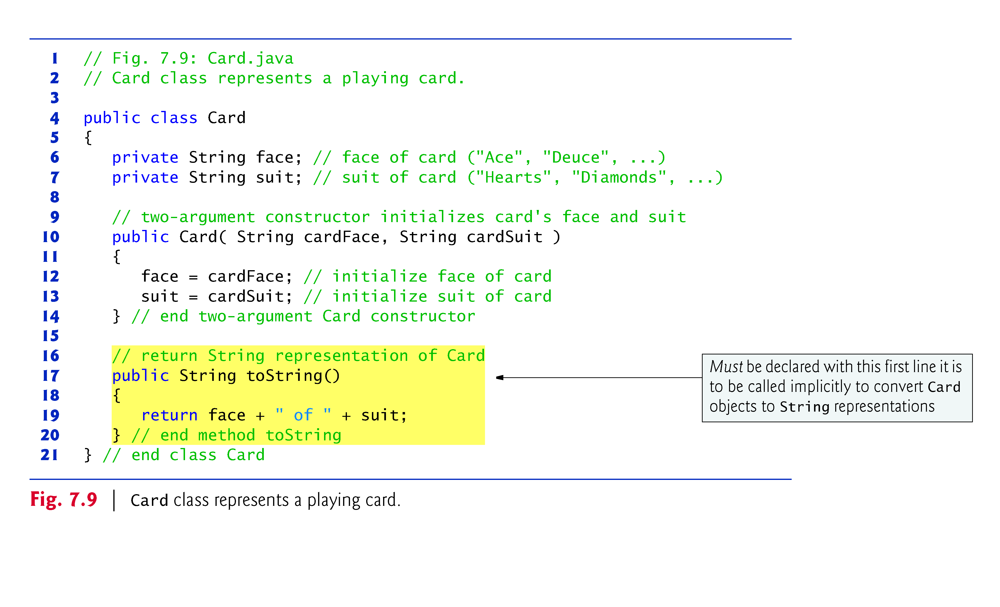 1 // Fig. 7.9: Card.java
2 // Card class represents a playing card.
3
4 public class Card
5 {
6    private String face; // face of card ("Ace", "Deuce", ...)
7    private String suit; // suit of card ("Hearts", "Diamonds", ...)
8
9    // two-argument constructor initializes card's face and suit
10    public Card( String cardFace, String cardSuit )
11    {
12       face = cardFace; // initialize face of card
13       suit = cardSuit; // initialize suit of card
14    } // end two-argument Card constructor
15
16    // return String representation of Card
17    public String toString()
18    {
19       return face + " of " + suit;
20    } // end method toString
21 } // end class Card
Must be declared with this first line it is
to be called implicitly to convert Card
objects to String representations
Fig. 7.9 | Card class represents a playing card.